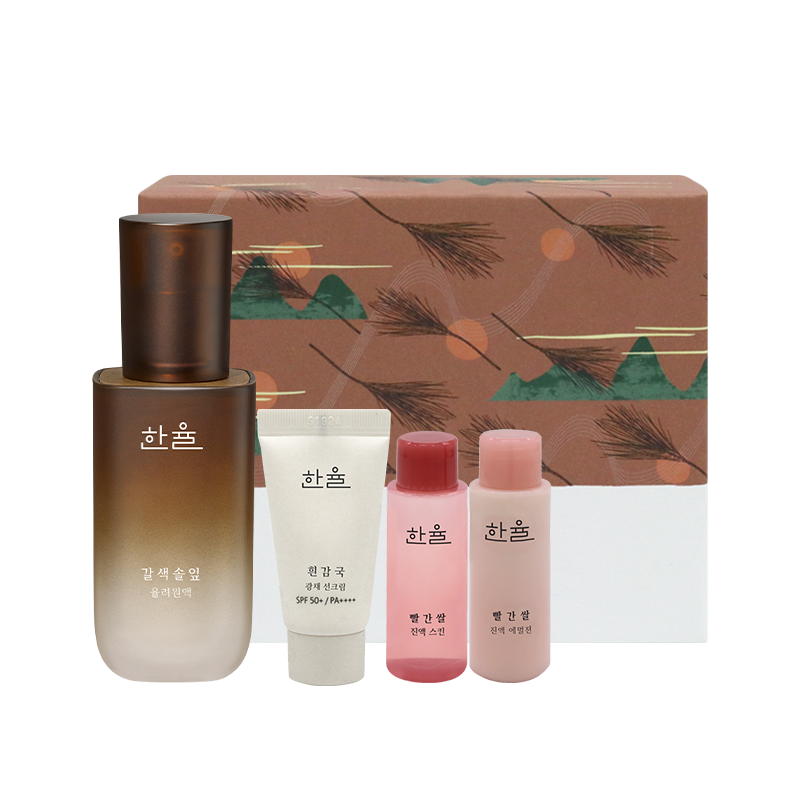 한율
갈색솔잎
율려원액
한율
흰감국
광채 선크림
SPF 50+ / PA++++
한율
빨간쌀
진액 스킨
한율
빨간쌀
진액 에멀젼